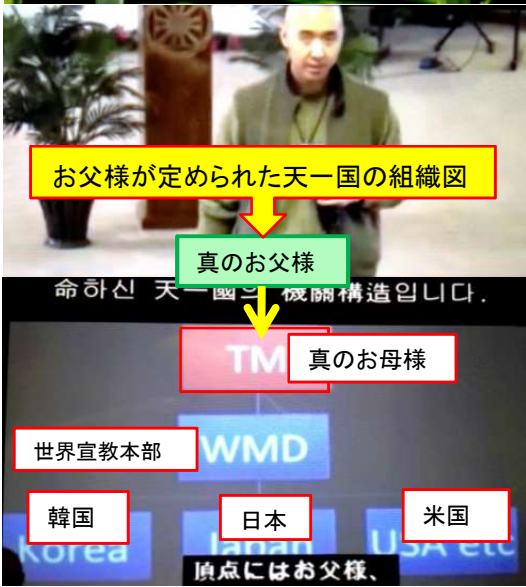 お父様が定められた天一国の組織図
真のお父様
命하신 天一國의 機關構造입니다.
TM
真のお母様
世界宣教本部
WMD
韓国
日本
米国
Korea
Japan
USA etc
頂点にはお父様、